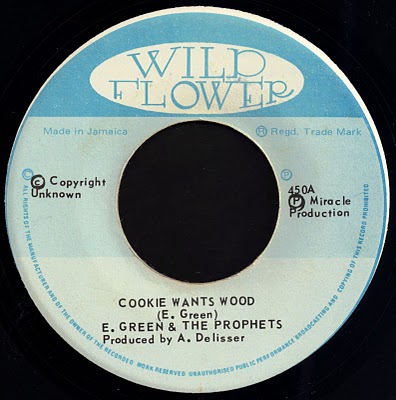 WILD
FLOWER
Made in Jamaica
® Regd. Trade Mark
© Copyright
Unknown
450A
Ⓟ Miracle
Production
COOKIE WANTS WOOD
(E. Green)
E. GREEN & THE PROPHETS
Produced by A. Delisser
© ALL RIGHTS OF THE MANUFACTURER AND OF THE OWNER OF THE RECORDED WORK RESERVED UNAUTHORISED PUBLIC PERFORMANCE BROADCASTING AND COPYING OF THIS RECORD PROHIBITED
Ⓟ